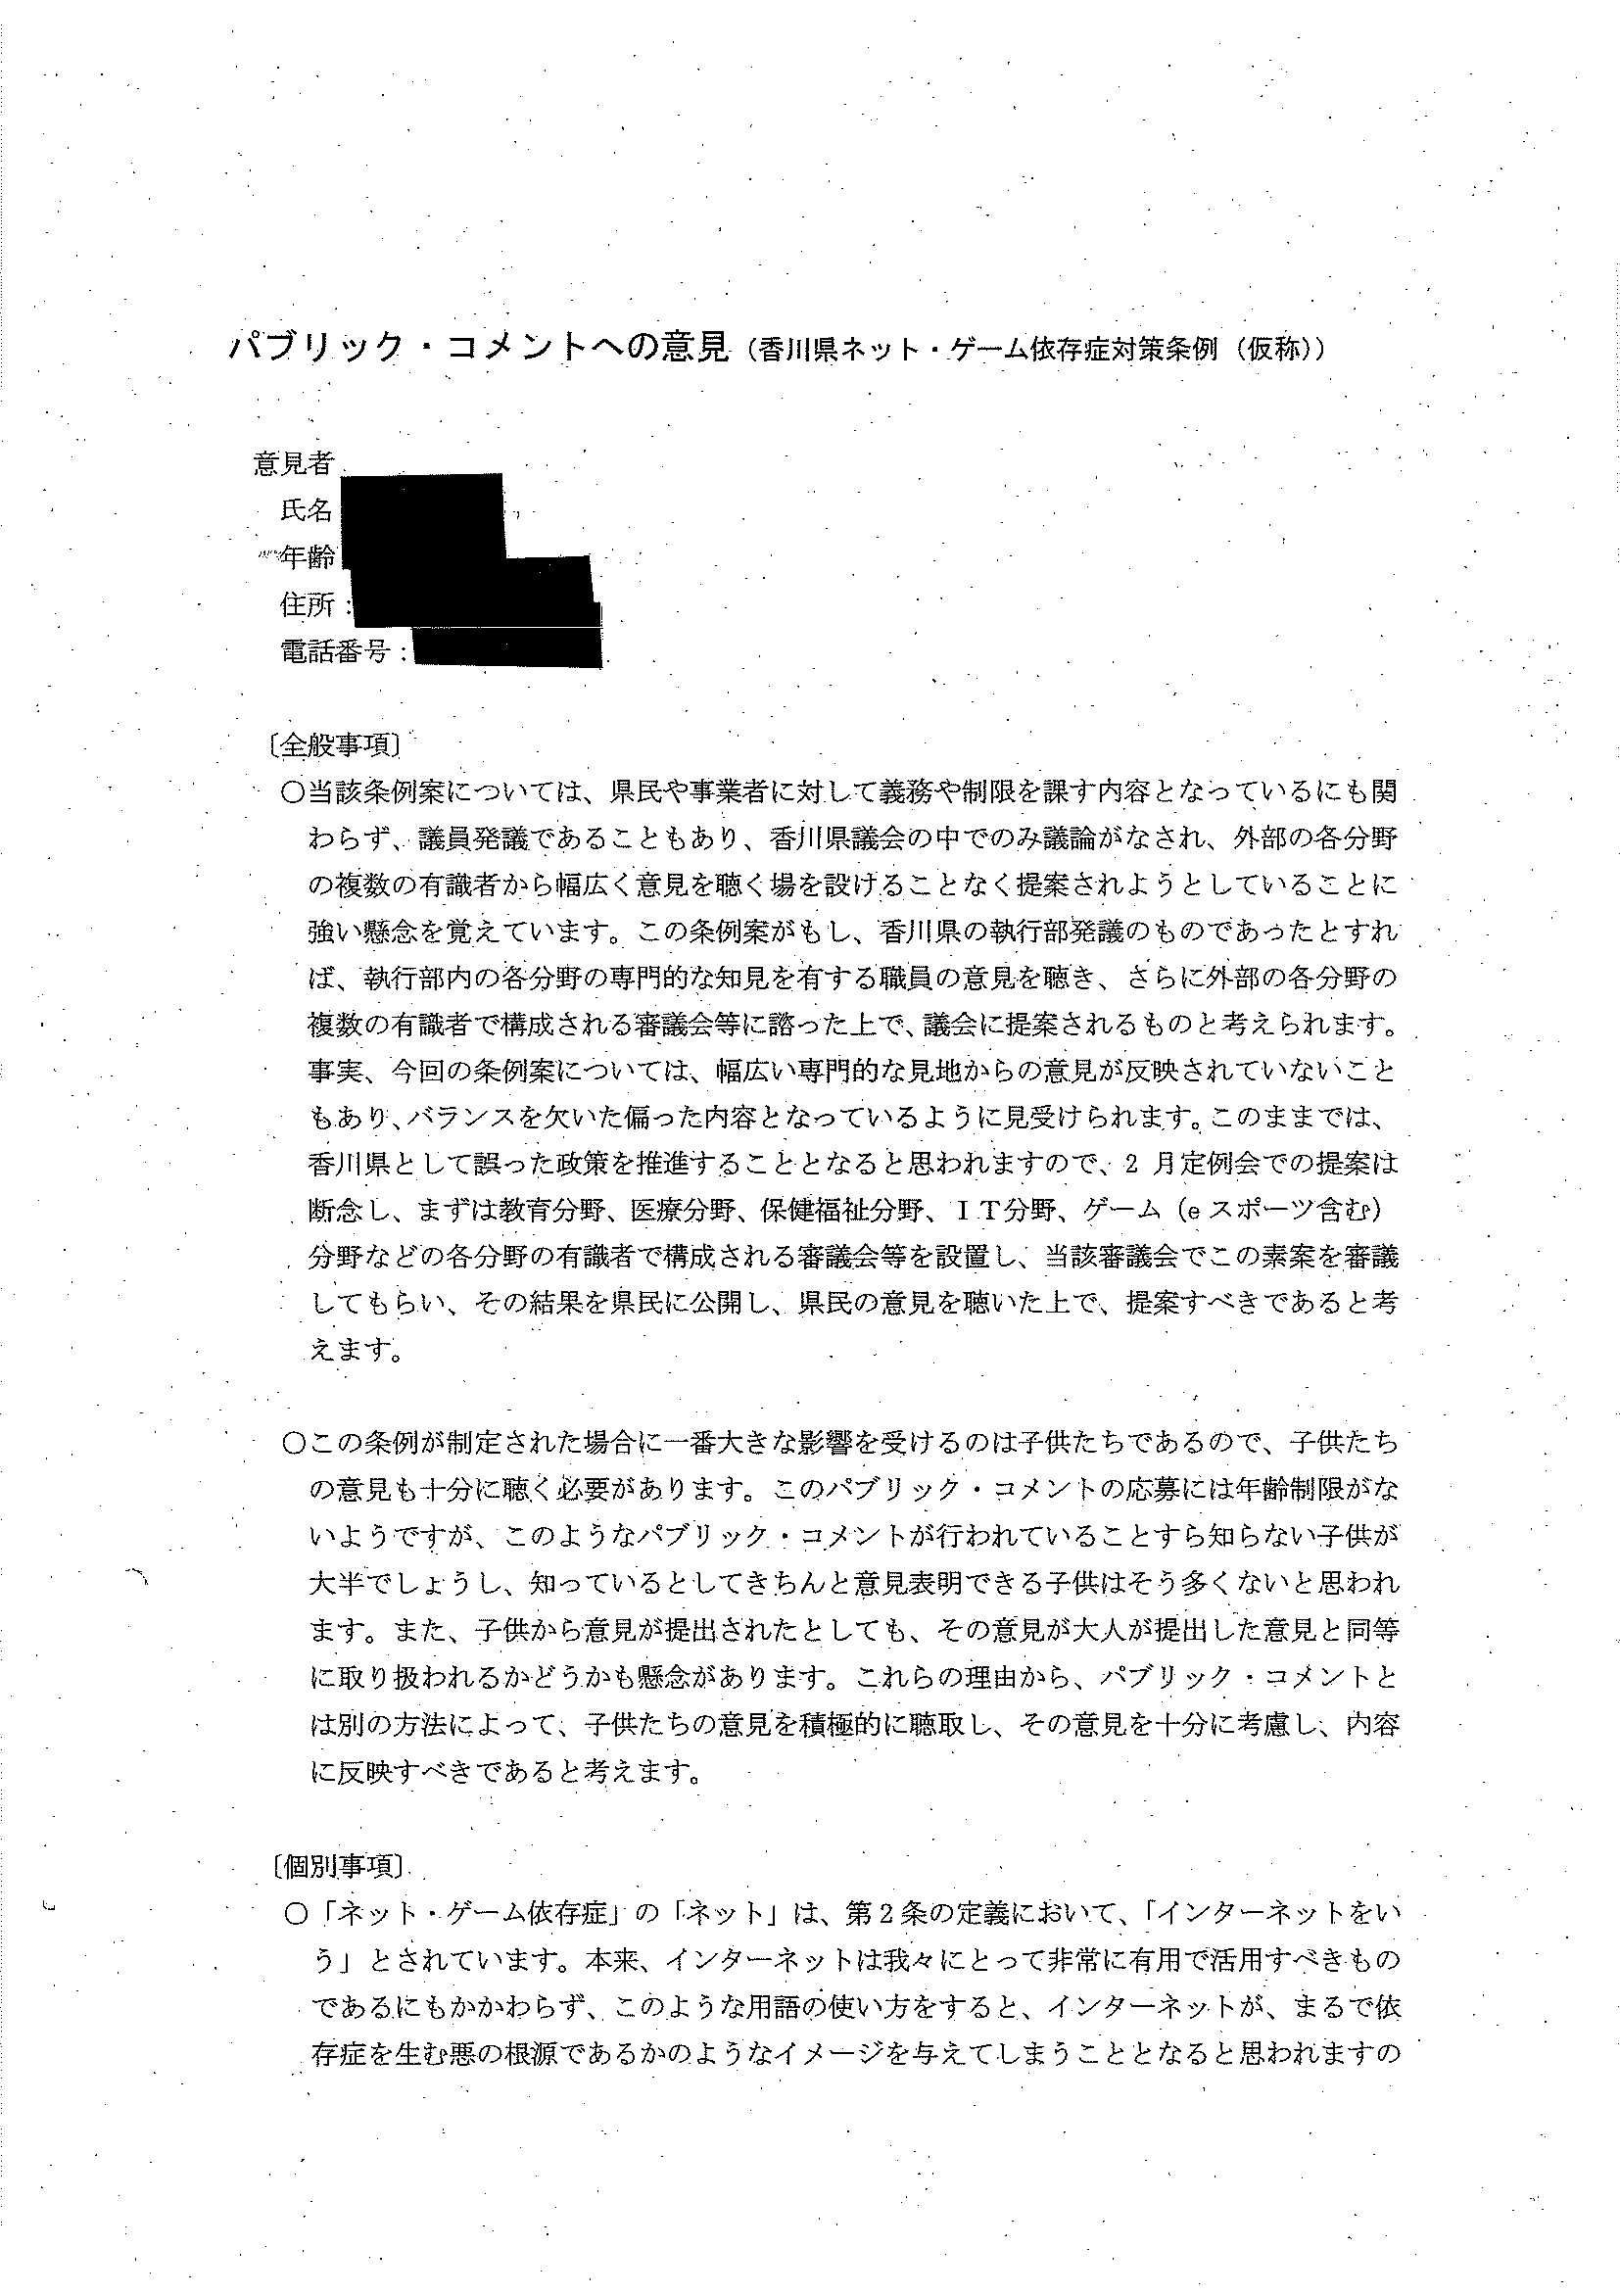 パブリック・コメントへの意見（香川県ネット・ゲーム依存症対策条例（仮称））
意見者
氏名
年齢
住所：
電話番号：
〔全般事項〕
○当該条例案については、県民や事業者に対して義務や制限を課す内容となっているにも関
わらず、議員発議であることもあり、香川県議会の中でのみ議論がなされ、外部の各分野
の複数の有識者から幅広く意見を聴く場を設けることなく提案されようとしていることに
強い懸念を覚えています。この条例案がもし、香川県の執行部発議のものであったとすれ
ば、執行部内の各分野の専門的な知見を有する職員の意見を聴き、さらに外部の各分野の
複数の有識者で構成される審議会等に諮った上で、議会に提案されるものと考えられます。
事実、今回の条例案については、幅広い専門的な見地からの意見が反映されていないこと
もあり、バランスを欠いた偏った内容となっているように見受けられます。このままでは、
香川県として誤った政策を推進することとなると思われますので、2 月定例会での提案は
断念し、まずは教育分野、医療分野、保健福祉分野、ＩＴ分野、ゲーム（e スポーツ含む）
分野などの各分野の有識者で構成される審議会等を設置し、当該審議会でこの素案を審議
してもらい、その結果を県民に公開し、県民の意見を聴いた上で、提案すべきであると考
えます。
○この条例が制定された場合に一番大きな影響を受けるのは子供たちであるので、子供たち
の意見も十分に聴く必要があります。このパブリック・コメントの応募には年齢制限がな
いようですが、このようなパブリック・コメントが行われていることすら知らない子供が
大半でしょうし、知っているとしてきちんと意見表明できる子供はそう多くないと思われ
ます。また、子供から意見が提出されたとしても、その意見が大人が提出した意見と同等
に取り扱われるかどうかも懸念があります。これらの理由から、パブリック・コメントと
は別の方法によって、子供たちの意見を積極的に聴取し、その意見を十分に考慮し、内容
に反映すべきであると考えます。
〔個別事項〕
○「ネット・ゲーム依存症」の「ネット」は、第２条の定義において、「インターネットをい
う」とされています。本来、インターネットは我々にとって非常に有用で活用すべきもの
であるにもかかわらず、このような用語の使い方をすると、インターネットが、まるで依
存症を生む悪の根源であるかのようなイメージを与えてしまうこととなると思われますの